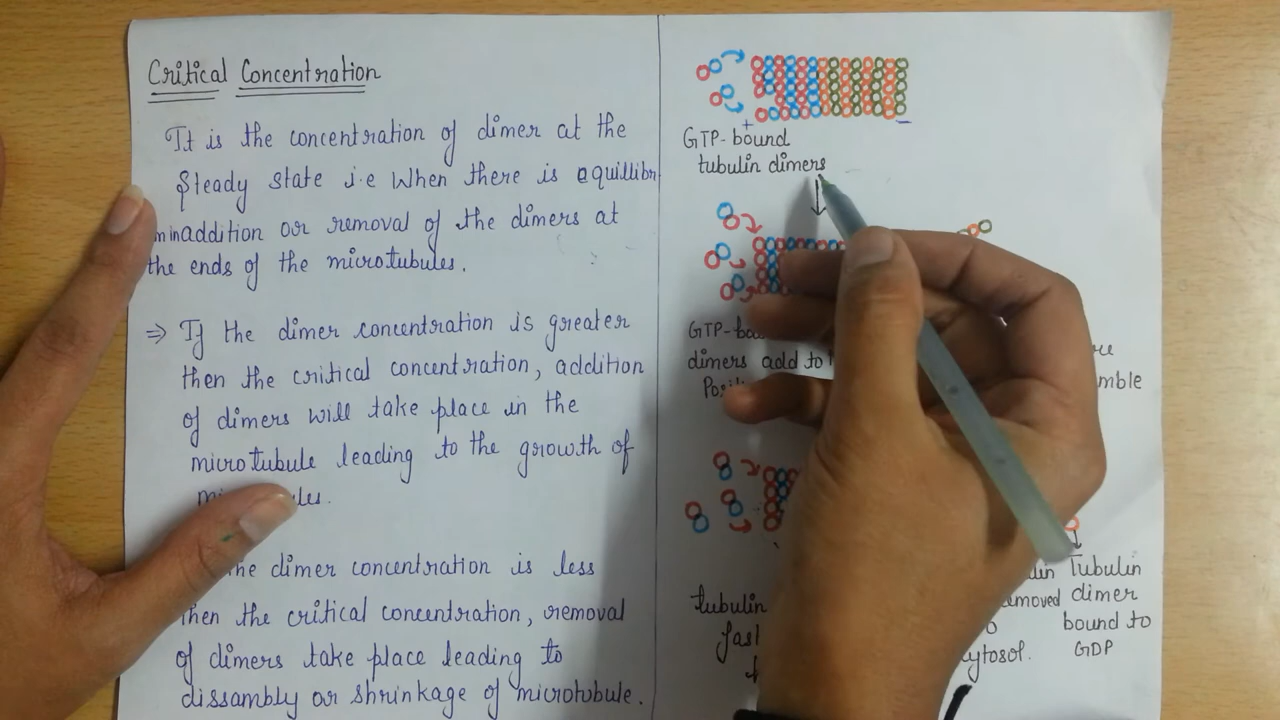 Critical Concentration
It is the concentration of dimer at the
steady state i.e When there is equillibr
min addition or removal of the dimers at
the ends of the microtubules.
⇒ If the dimer concentration is greater
then the critical concentration, addition
of dimers will take place in the
microtubule leading to the growth of
dimer concentration is less
then the critical concentration, removal
of dimers take place leading to
dissambly or shrinkage of microtubule.
+
−
GTP-bound
tubulin dimers
GTP-
dimers add to
tubulin
Tubulin
dimer
bound to
GDP